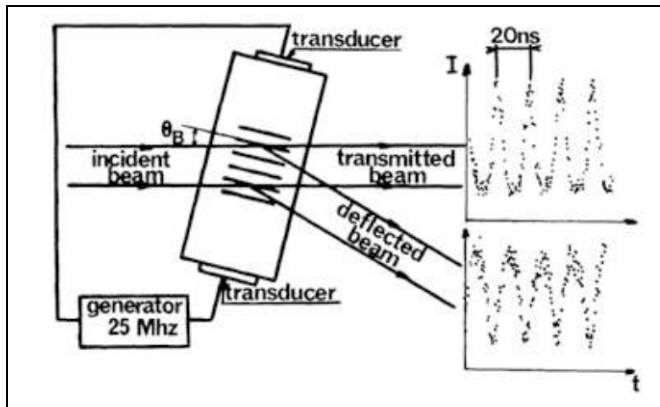 transducer
20ns
I
θB
incident
beam
transmitted
beam
deflected
beam
transducer
generator
25 Mhz
t